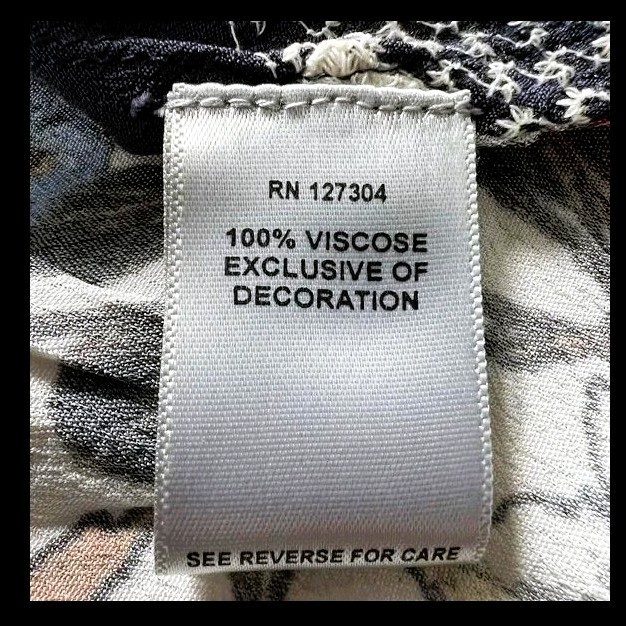 RN 127304
100% VISCOSE
EXCLUSIVE OF
DECORATION
SEE REVERSE FOR CARE